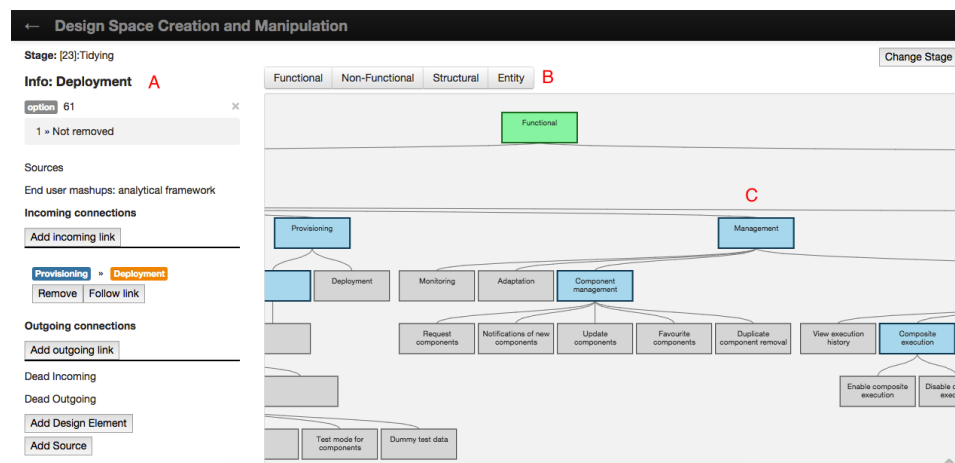 ← Design Space Creation and Manipulation
Stage: [23]:Tidying
Change Stage
Info: Deployment A
Functional Non-Functional Structural Entity B
option 61 ×
1 » Not removed
Functional
Sources
End user mashups: analytical framework
C
Incoming connections
Add incoming link
Provisioning
Management
Provisioning » Deployment
Remove Follow link
Deployment
Monitoring
Adaptation
Component
management
Outgoing connections
Add outgoing link
Request
components
Notifications of new
components
Update
components
Favourite
components
Duplicate
component removal
View execution
history
Composite
execution
Dead Incoming
Dead Outgoing
Enable composite
execution
Add Design Element
Add Source
Test mode for
components
Dummy test data